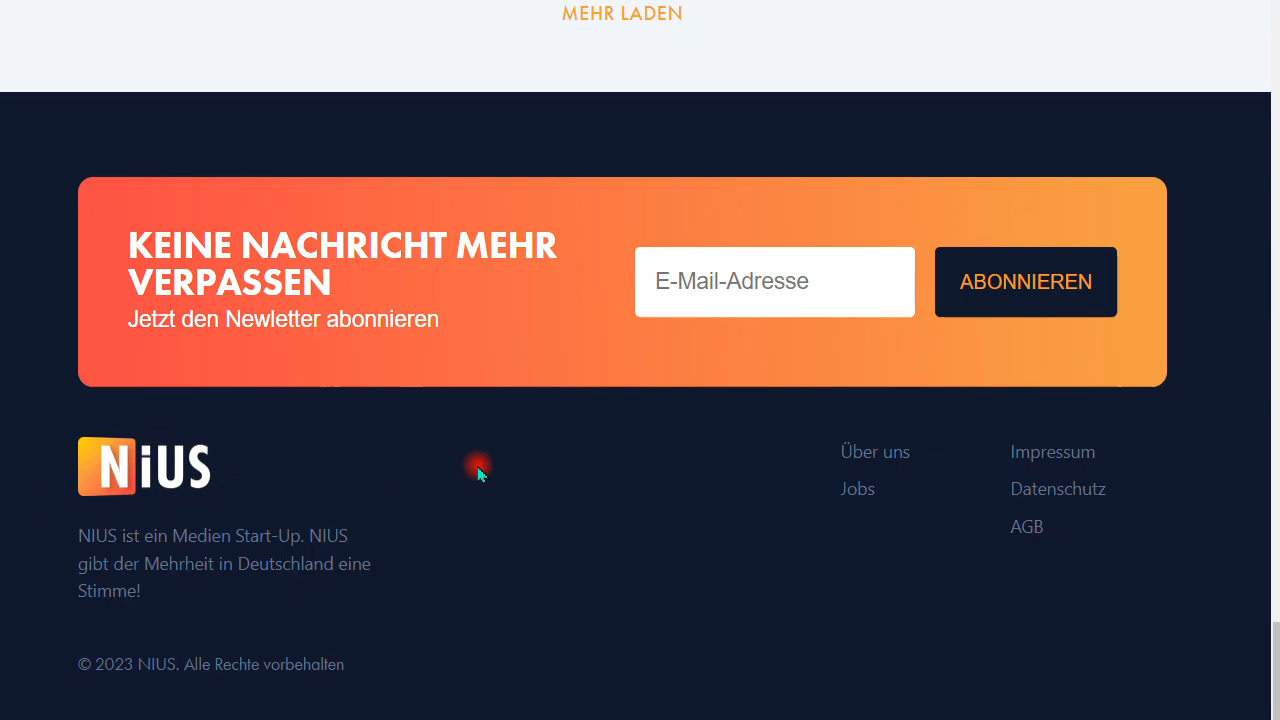 MEHR LADEN
KEINE NACHRICHT MEHR
VERPASSEN
Jetzt den Newletter abonnieren
E-Mail-Adresse
ABONNIEREN
NiUS
NIUS ist ein Medien Start-Up. NIUS
gibt der Mehrheit in Deutschland eine
Stimme!
Über uns
Jobs
Impressum
Datenschutz
AGB
© 2023 NIUS. Alle Rechte vorbehalten